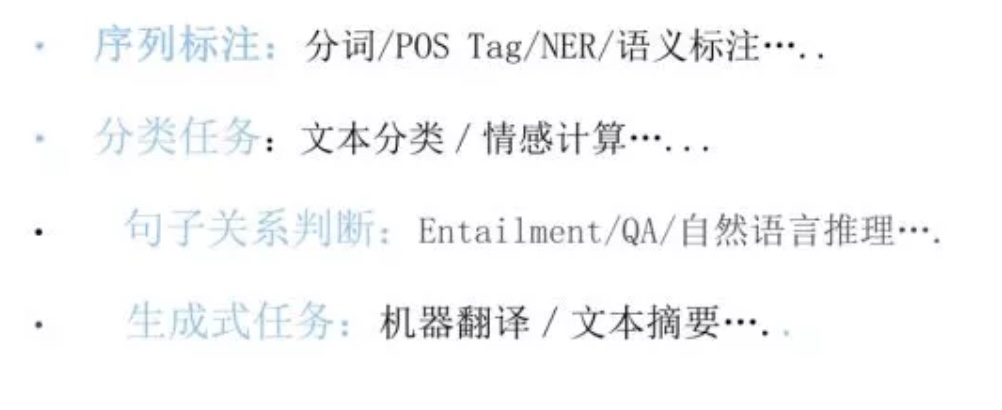 · 序列标注：分词/POS Tag/NER/语义标注…..
· 分类任务：文本分类 / 情感计算…...
· 句子关系判断：Entailment/QA/自然语言推理….
· 生成式任务：机器翻译 / 文本摘要…..